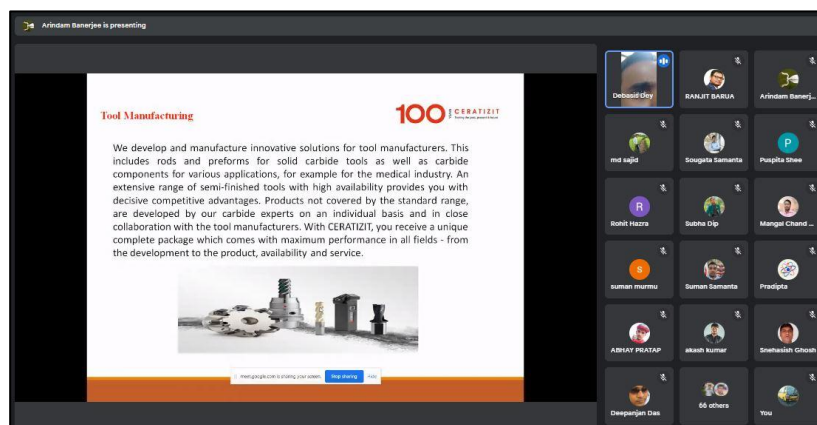 Arindam Banerjee is presenting
Tool Manufacturing
100
CERATIZIT
We develop and manufacture innovative solutions for tool manufacturers. This
includes rods and preforms for solid carbide tools as well as carbide
components for various applications, for example for the medical industry. An
extensive range of semi-finished tools with high availability provides you with
decisive competitive advantages. Products not covered by the standard range,
are developed by our carbide experts on an individual basis and in close
collaboration with the tool manufacturers. With CERATIZIT, you receive a unique
complete package which comes with maximum performance in all fields - from
the development to the product, availability and service.
meet.google.com is sharing your screen.
Stop sharing
Hide
Debasis Dey
RANJIT BARUA
Arindam Banerj...
md sajid
Sougata Samanta
P
Puspita Shee
R
Rohit Hazra
Subha Dip
Mangal Chand ...
S
suman murmu
Suman Samanta
Pradipta
ABHAY PRATAP
akash kumar
Snehasish Ghosh
Deepanjan Das
66 others
You